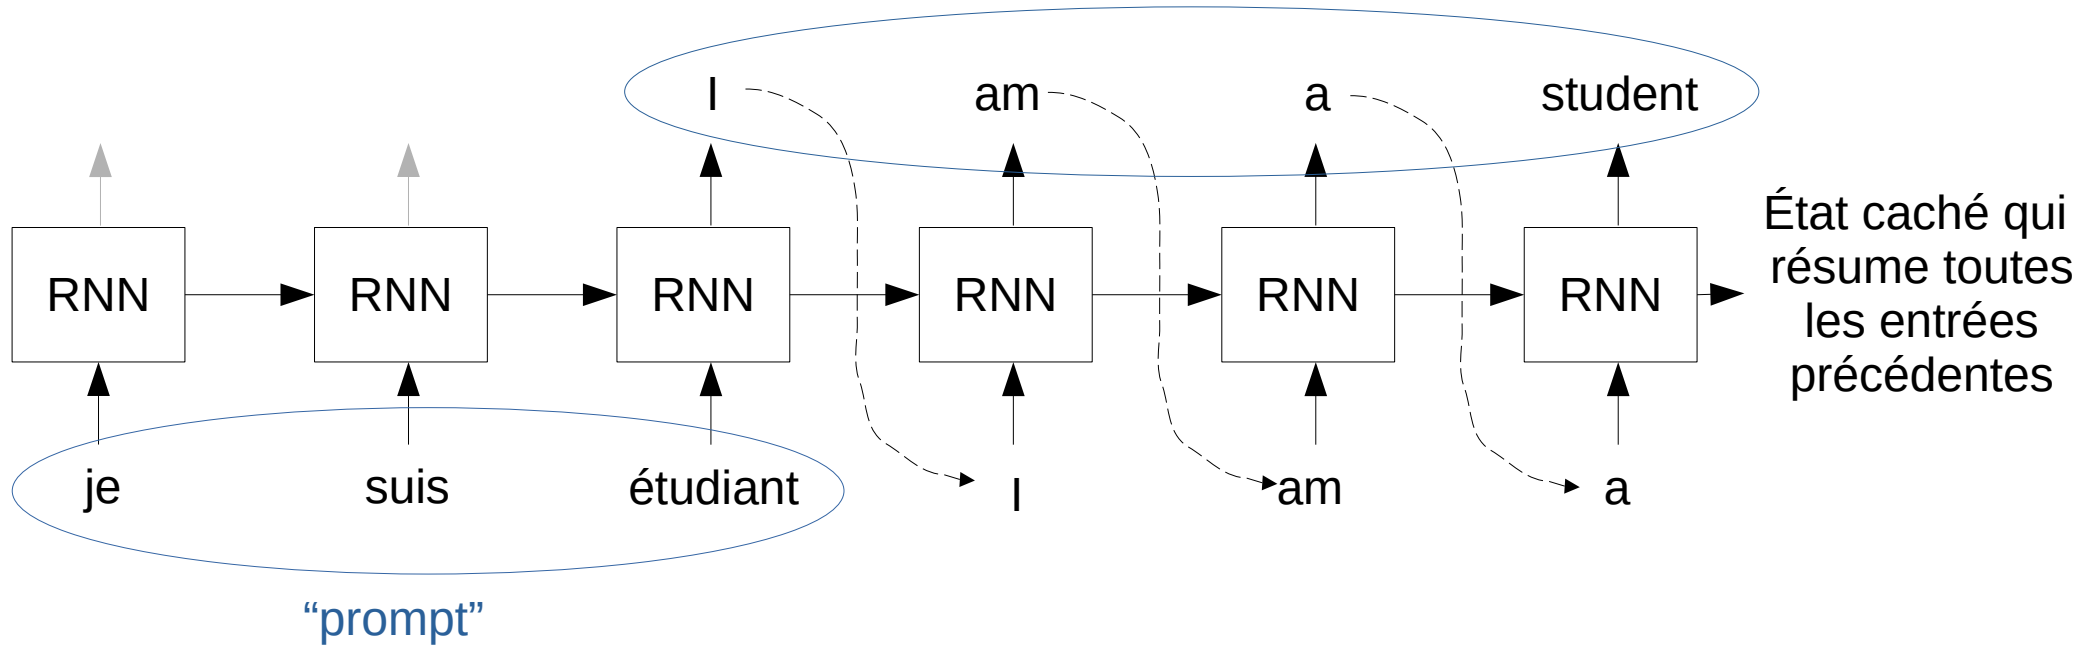 I am a student
RNN RNN RNN RNN RNN RNN
État caché qui
résume toutes
les entrées
précédentes
je suis étudiant I am a
“prompt”